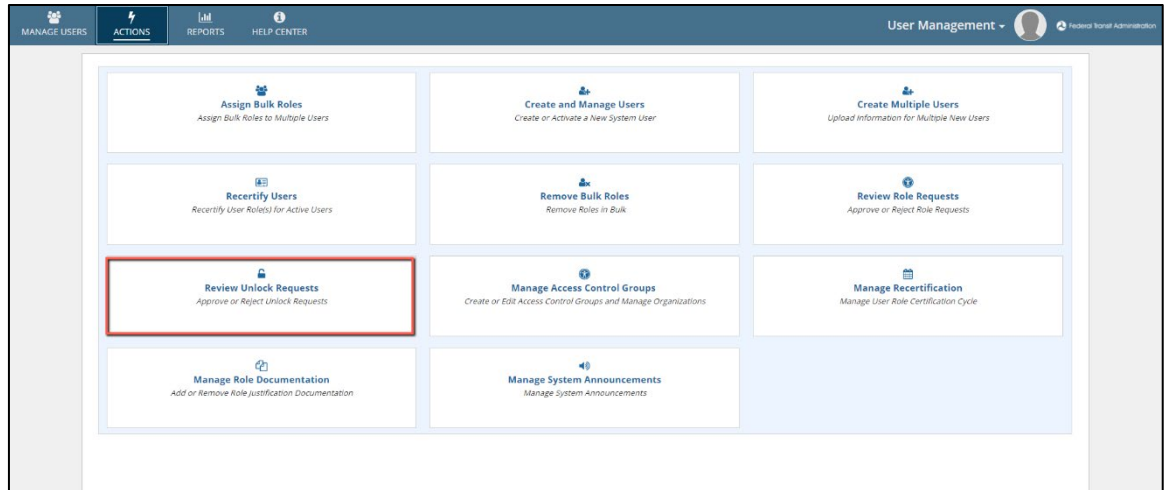 MANAGE USERS
ACTIONS
REPORTS
HELP CENTER
User Management
Federal Transit Administration
Assign Bulk Roles
Assign Bulk Roles to Multiple Users
Create and Manage Users
Create or Activate a New System User
Create Multiple Users
Upload Information for Multiple New Users
Recertify Users
Recertify User Role(s) for Active Users
Remove Bulk Roles
Remove Roles in Bulk
Review Role Requests
Approve or Reject Role Requests
Review Unlock Requests
Approve or Reject Unlock Requests
Manage Access Control Groups
Create or Edit Access Control Groups and Manage Organizations
Manage Recertification
Manage User Role Certification Cycle
Manage Role Documentation
Add or Remove Role Justification Documentation
Manage System Announcements
Manage System Announcements